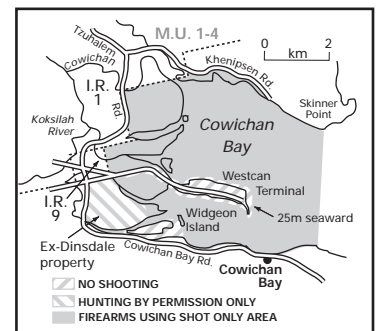 M.U. 1-4
Tzuhalem
Cowichan
Rd.
I.R.
1
0 2
km
Khenipsen Rd.
Skinner
Point
Koksilah
River
Cowichan
Bay
Westcan
Terminal
I.R.
9
25m seaward
Widgeon
Island
Ex-Dinsdale
property
Cowichan Bay Rd.
Cowichan
Bay
NO SHOOTING
HUNTING BY PERMISSION ONLY
FIREARMS USING SHOT ONLY AREA